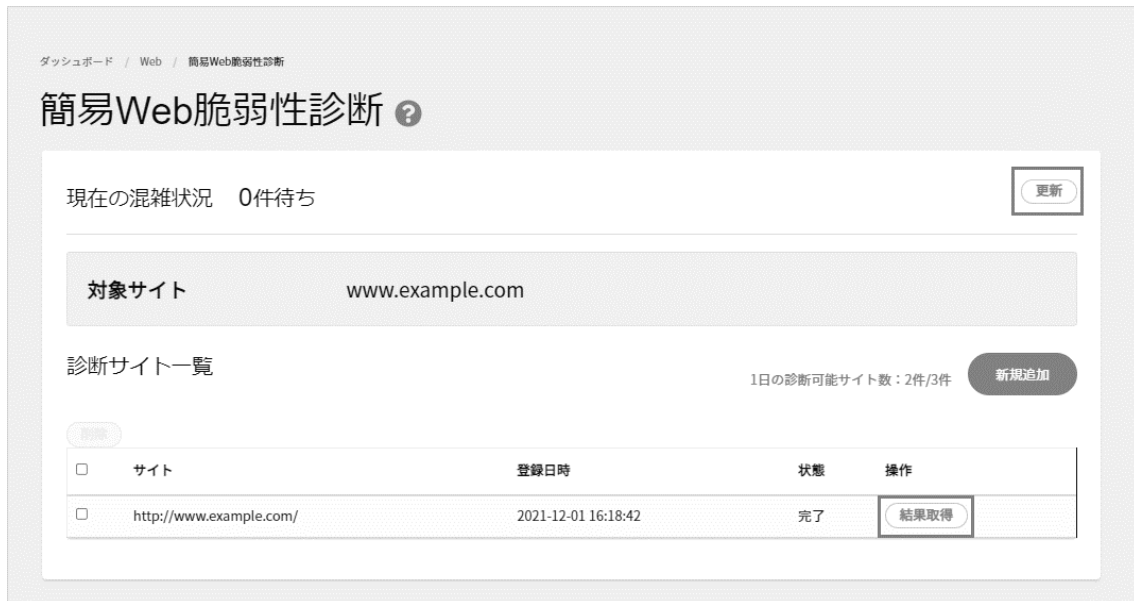 ダッシュボード / Web / 簡易Web脆弱性診断
簡易Web脆弱性診断 ?
現在の混雑状況 0件待ち 更新
対象サイト www.example.com
診断サイト一覧 1日の診断可能サイト数：2件/3件 新規追加
削除
サイト 登録日時 状態 操作
http://www.example.com/ 2021-12-01 16:18:42 完了 結果取得